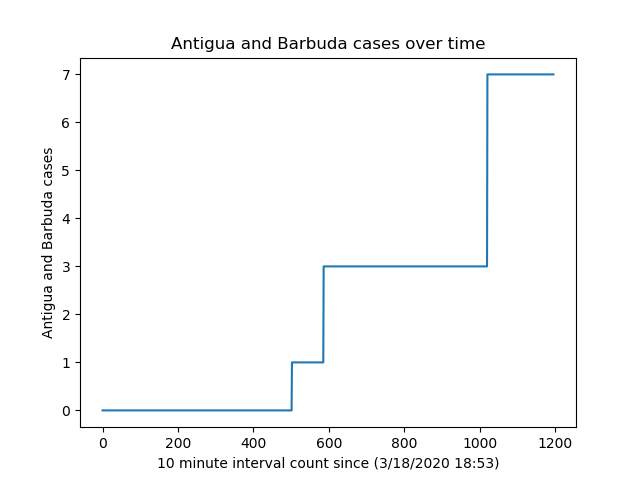 Antigua and Barbuda cases over time
Antigua and Barbuda cases
7
6
5
4
3
2
1
0
0 200 400 600 800 1000 1200
10 minute interval count since (3/18/2020 18:53)